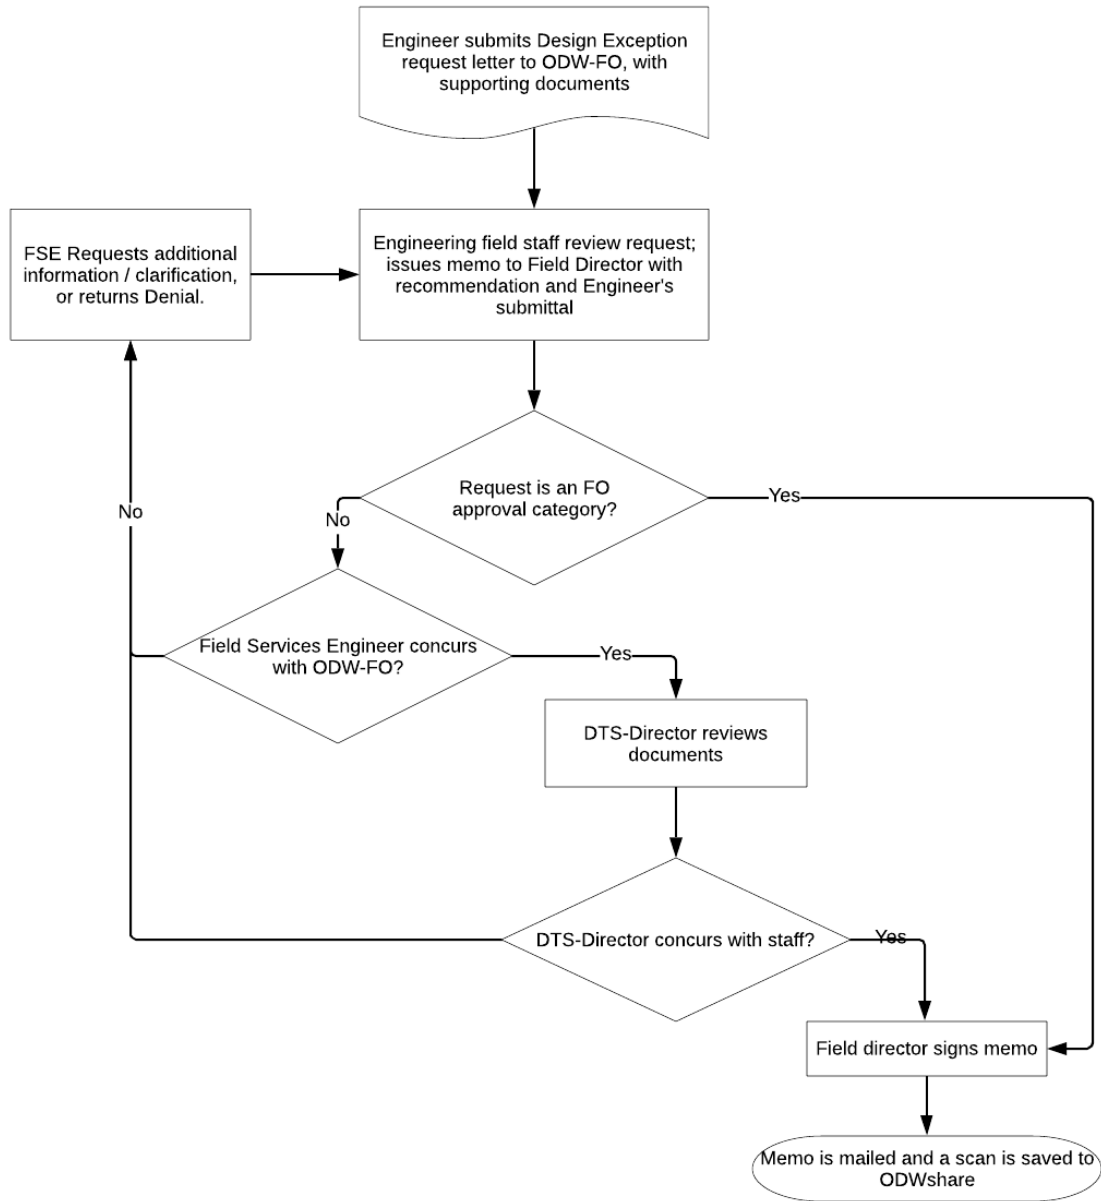 Engineer submits Design Exception
request letter to ODW-FO, with
supporting documents
FSE Requests additional
information / clarification,
or returns Denial.
Engineering field staff review request;
issues memo to Field Director with
recommendation and Engineer's
submittal
Request is an FO
approval category?
Yes
No
No
Field Services Engineer concurs
with ODW-FO?
Yes
DTS-Director reviews
documents
DTS-Director concurs with staff?
Yes
Field director signs memo
Memo is mailed and a scan is saved to
ODWshare